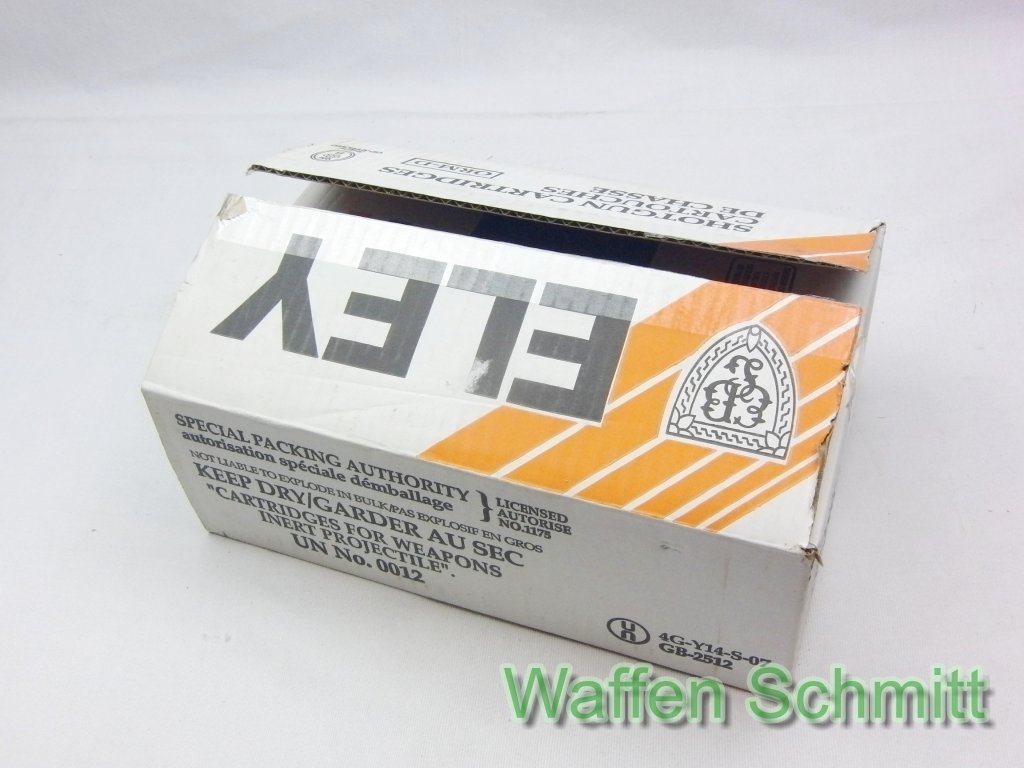 SHOTGUN CARTRIDGES
CARTOUCHES
DE CHASSE
ORM-D
ELEY
SPECIAL PACKING AUTHORITY
autorisation spéciale démballage
LICENSED
AUTORISE
NO.1175
NOT LIABLE TO EXPLODE IN BULK/PAS EXPLOSIF EN GROS
KEEP DRY/GARDER AU SEC
"CARTRIDGES FOR WEAPONS
INERT PROJECTILE".
UN No. 0012
4G-Y14-S-07
GB-2512
Waffen Schmitt